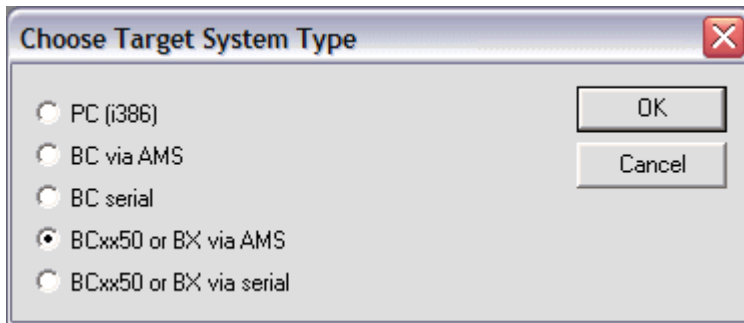 Choose Target System Type
PC (i386)
OK
BC via AMS
Cancel
BC serial
BCxx50 or BX via AMS
BCxx50 or BX via serial